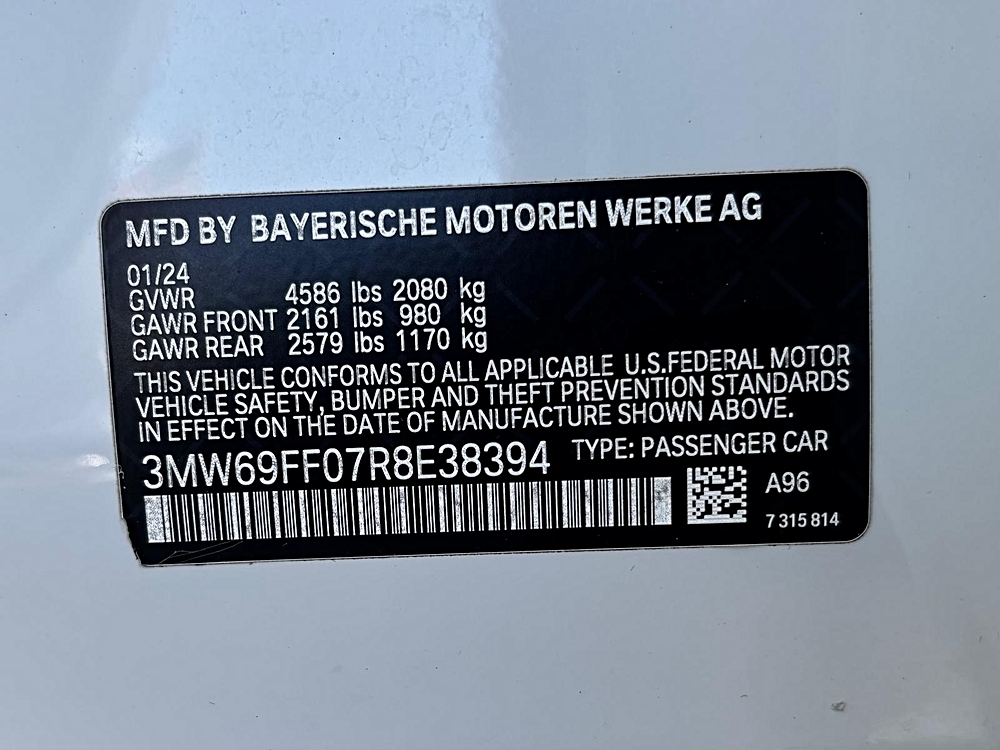 MFD BY BAYERISCHE MOTOREN WERKE AG
01/24
GVWR 4586 lbs 2080 kg
GAWR FRONT 2161 lbs 980 kg
GAWR REAR 2579 lbs 1170 kg
THIS VEHICLE CONFORMS TO ALL APPLICABLE U.S.FEDERAL MOTOR
VEHICLE SAFETY, BUMPER AND THEFT PREVENTION STANDARDS
IN EFFECT ON THE DATE OF MANUFACTURE SHOWN ABOVE.
3MW69FF07R8E38394 TYPE: PASSENGER CAR
A96
7 315 814